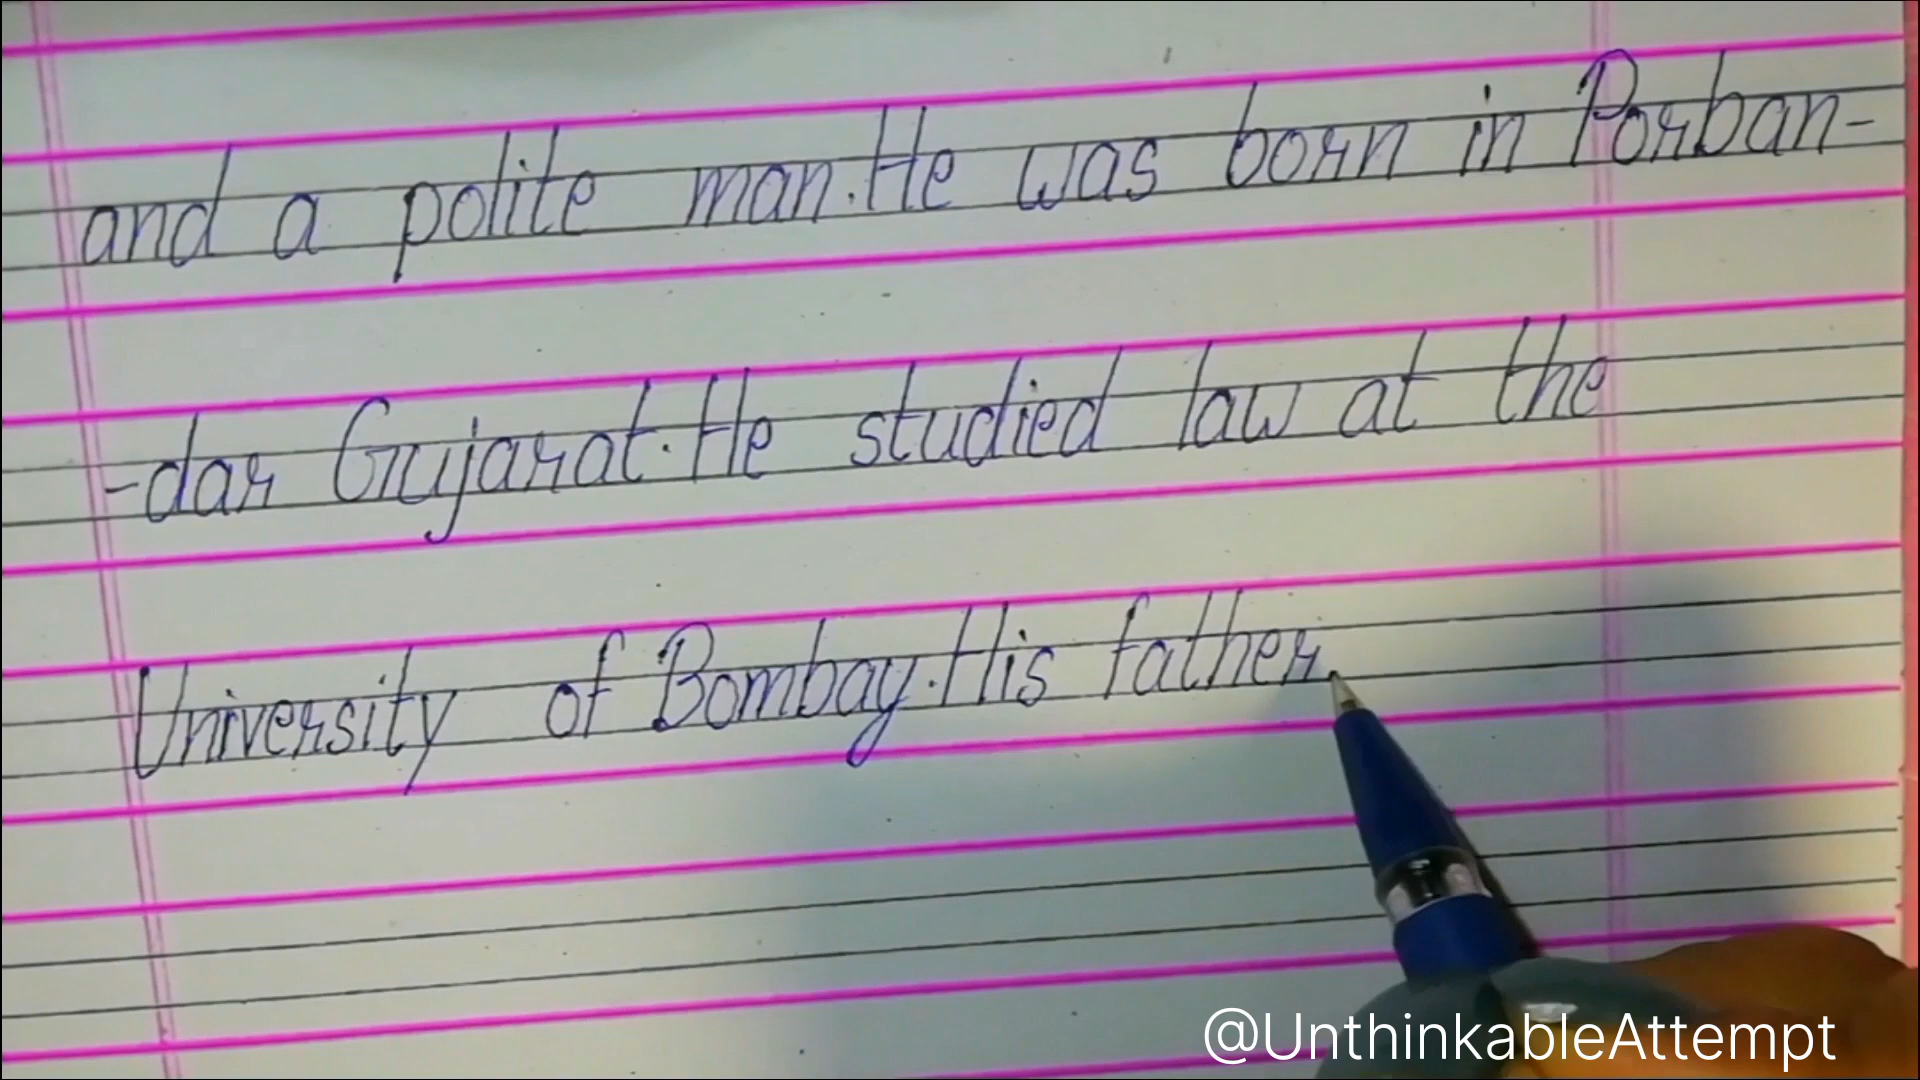 and a polite man. He was born in Porban-
-dar Gujarat. He studied law at the
University of Bombay. His father
@UnthinkableAttempt